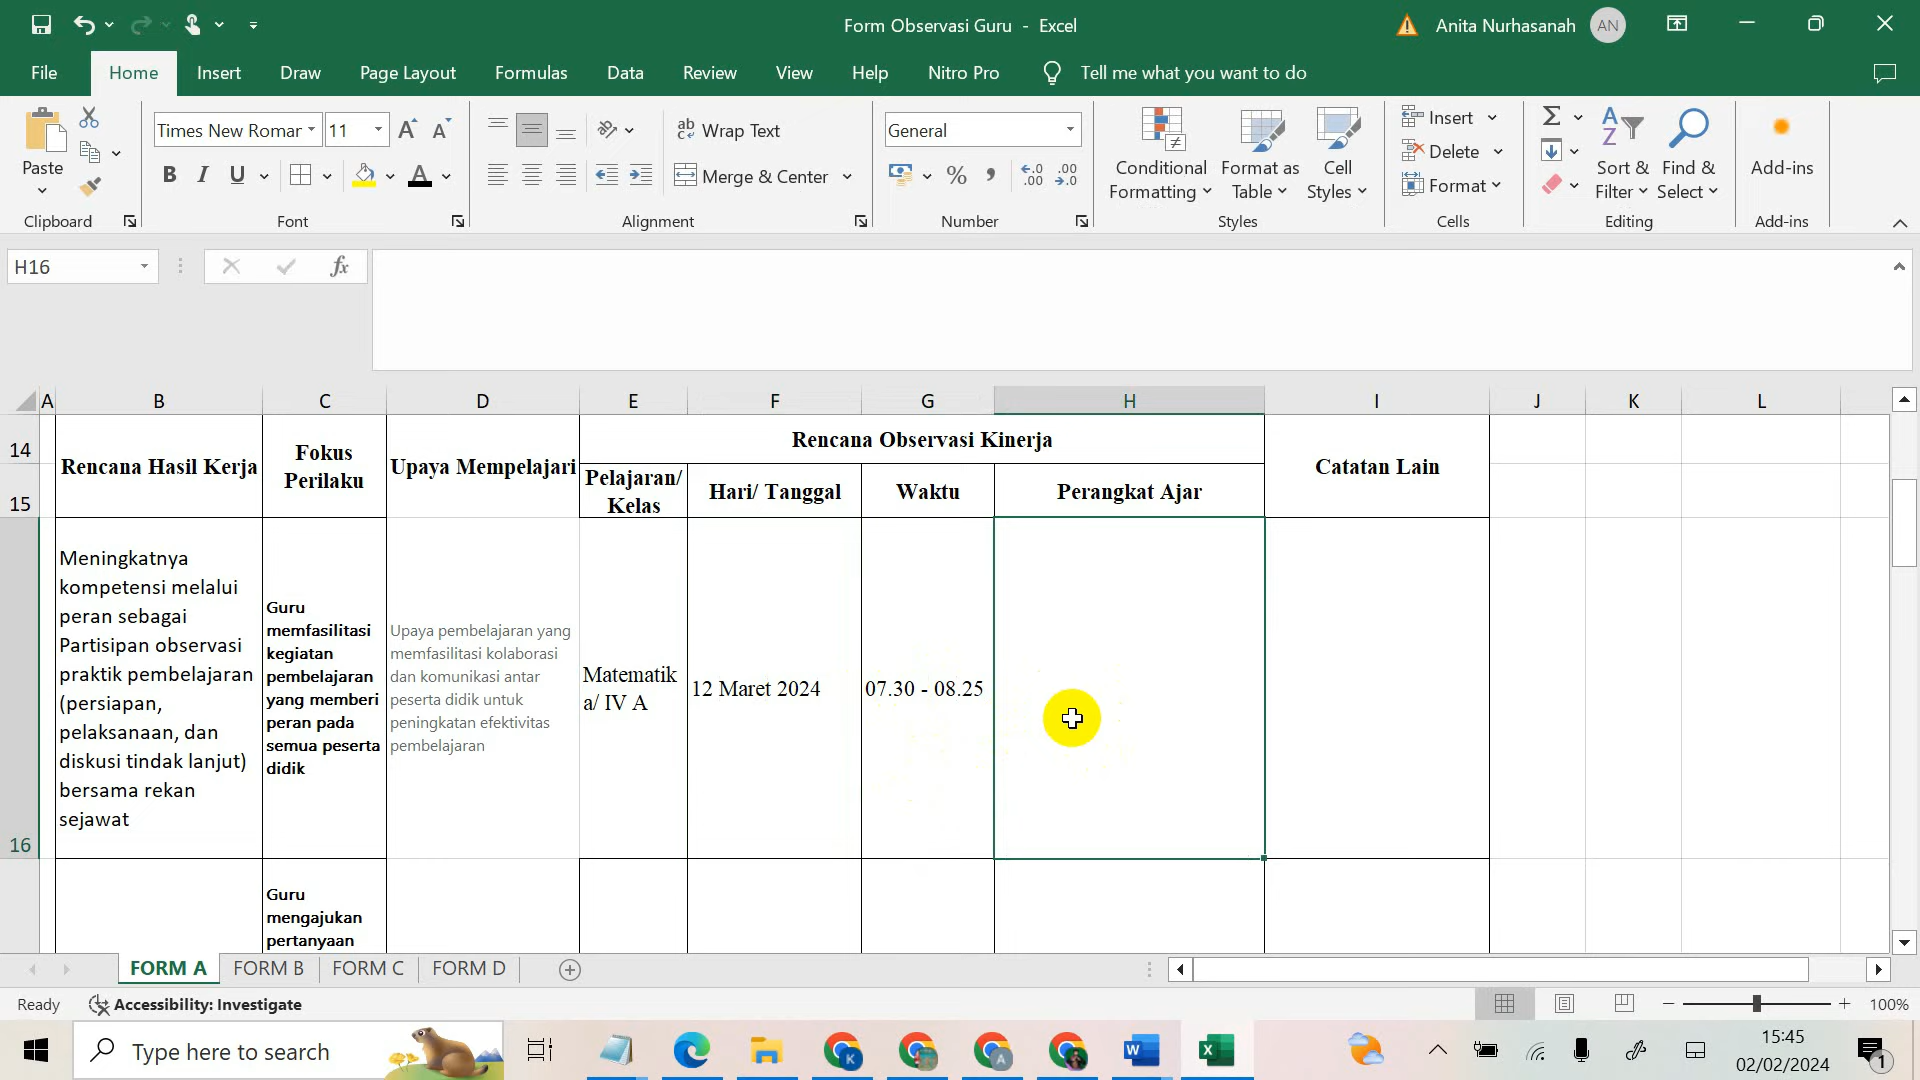 Form Observasi Guru - Excel
Anita Nurhasanah AN
File Home Insert Draw Page Layout Formulas Data Review View Help Nitro Pro Tell me what you want to do
Paste
Clipboard
Times New Romar 11
B I U
Font
Wrap Text
Merge & Center
Alignment
General
Number
Conditional Formatting
Format as Table
Cell Styles
Styles
Insert
Delete
Format
Cells
Sort & Filter
Find & Select
Editing
Add-ins
Add-ins
H16
fx
A B C D E F G H I J K L
14
15
16
Rencana Hasil Kerja
Fokus
Perilaku
Upaya Mempelajari
Rencana Observasi Kinerja
Pelajaran/
Kelas
Hari/ Tanggal
Waktu
Perangkat Ajar
Catatan Lain
Meningkatnya
kompetensi melalui
peran sebagai
Partisipan observasi
praktik pembelajaran
(persiapan,
pelaksanaan, dan
diskusi tindak lanjut)
bersama rekan
sejawat
Guru
memfasilitasi
kegiatan
pembelajaran
yang memberi
peran pada
semua peserta
didik
Upaya pembelajaran yang
memfasilitasi kolaborasi
dan komunikasi antar
peserta didik untuk
peningkatan efektivitas
pembelajaran
Matematik
a/ IV A
12 Maret 2024
07.30 - 08.25
Guru
mengajukan
pertanyaan
FORM A FORM B FORM C FORM D
Ready
Accessibility: Investigate
100%
Type here to search
15:45
02/02/2024
1